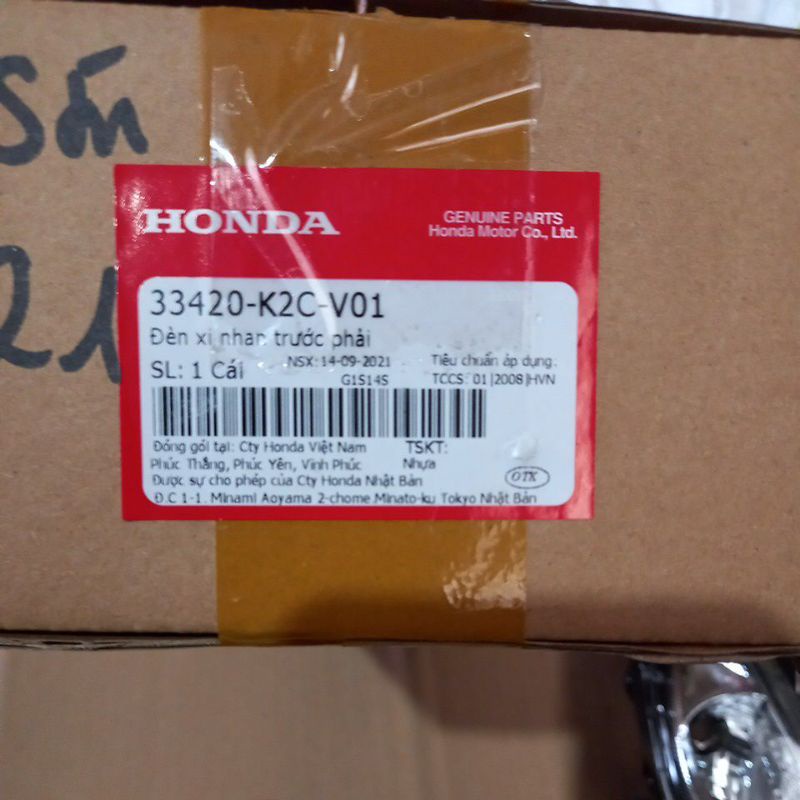 Sơn
21
HONDA
GENUINE PARTS
Honda Motor Co., Ltd.
33420-K2C-V01
Đèn xi nhan trước phải
SL: 1 Cái
NSX: 14-09-2021
G1S14S
Tiêu chuẩn áp dụng:
TCCS: 01|2008|HVN
Đóng gói tại: Cty Honda Việt Nam
Phúc Thắng, Phúc Yên, Vĩnh Phúc
TSKT:
Nhựa
Được sự cho phép của Cty Honda Nhật Bản
Đ.C 1-1. Minami Aoyama 2-chome Minato-ku Tokyo Nhật Bản
OTK